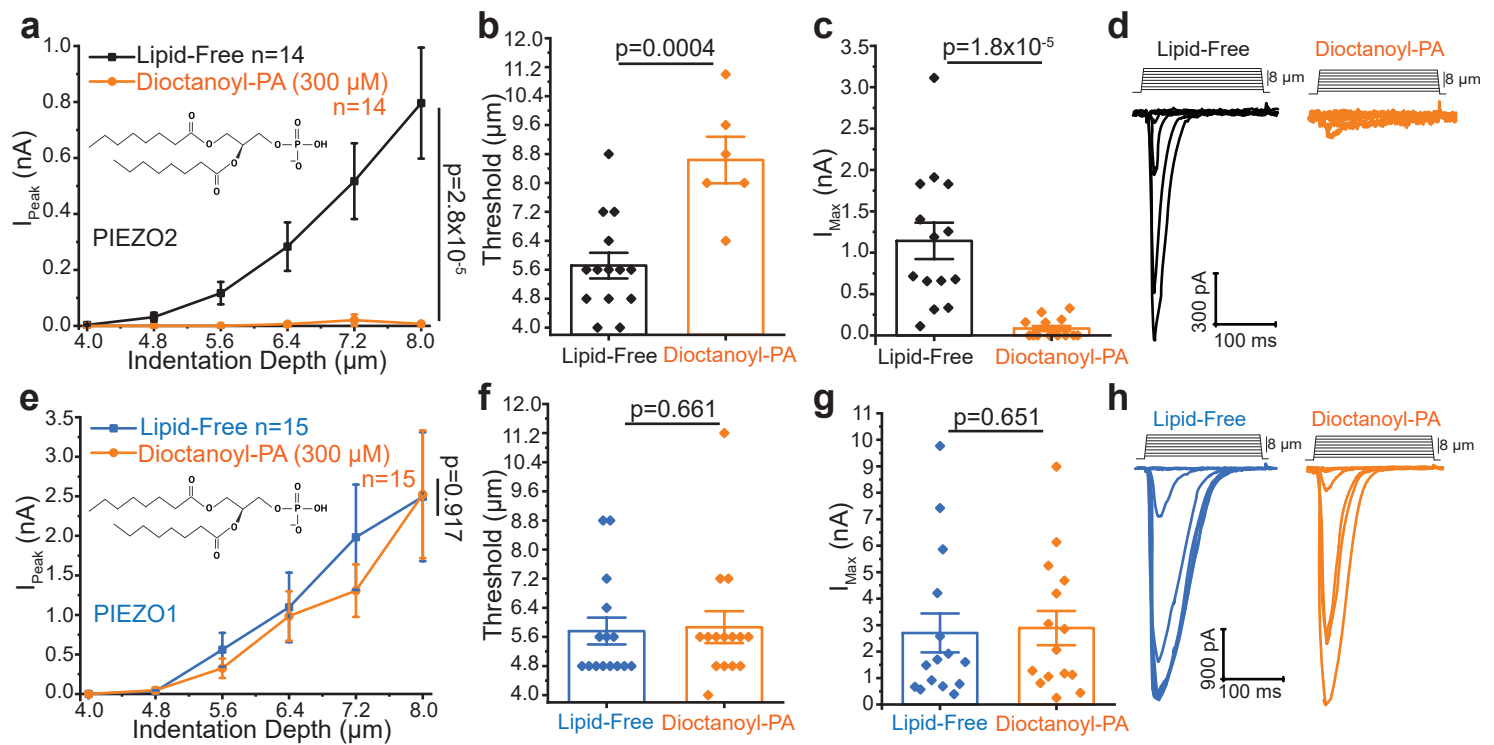 a
Lipid-Free n=14
Dioctanoyl-PA (300 µM)
n=14
O
O
O
O
O
P
O
O⁻
OH
PIEZO2
p=2.8x10⁻⁵
I_Peak (nA)
1.0
0.8
0.6
0.4
0.2
0.0
4.0 4.8 5.6 6.4 7.2 8.0
Indentation Depth (µm)
b
p=0.0004
Threshold (µm)
12.0
11.2
10.4
9.6
8.8
8.0
7.2
6.4
5.6
4.8
4.0
Lipid-Free Dioctanoyl-PA
c
p=1.8x10⁻⁵
I_Max (nA)
3.5
3.0
2.5
2.0
1.5
1.0
0.5
0.0
Lipid-Free Dioctanoyl-PA
d
Lipid-Free Dioctanoyl-PA
8 µm 8 µm
300 pA
100 ms
e
Lipid-Free n=15
Dioctanoyl-PA (300 µM)
n=15
O
O
O
O
O
P
O
O⁻
OH
PIEZO1
p=0.917
I_Peak (nA)
3.5
3.0
2.5
2.0
1.5
1.0
0.5
0.0
4.0 4.8 5.6 6.4 7.2 8.0
Indentation Depth (µm)
f
p=0.661
Threshold (µm)
12.0
11.2
10.4
9.6
8.8
8.0
7.2
6.4
5.6
4.8
4.0
Lipid-Free Dioctanoyl-PA
g
p=0.651
I_Max (nA)
11
10
9
8
7
6
5
4
3
2
1
0
Lipid-Free Dioctanoyl-PA
h
Lipid-Free Dioctanoyl-PA
8 µm 8 µm
900 pA
100 ms